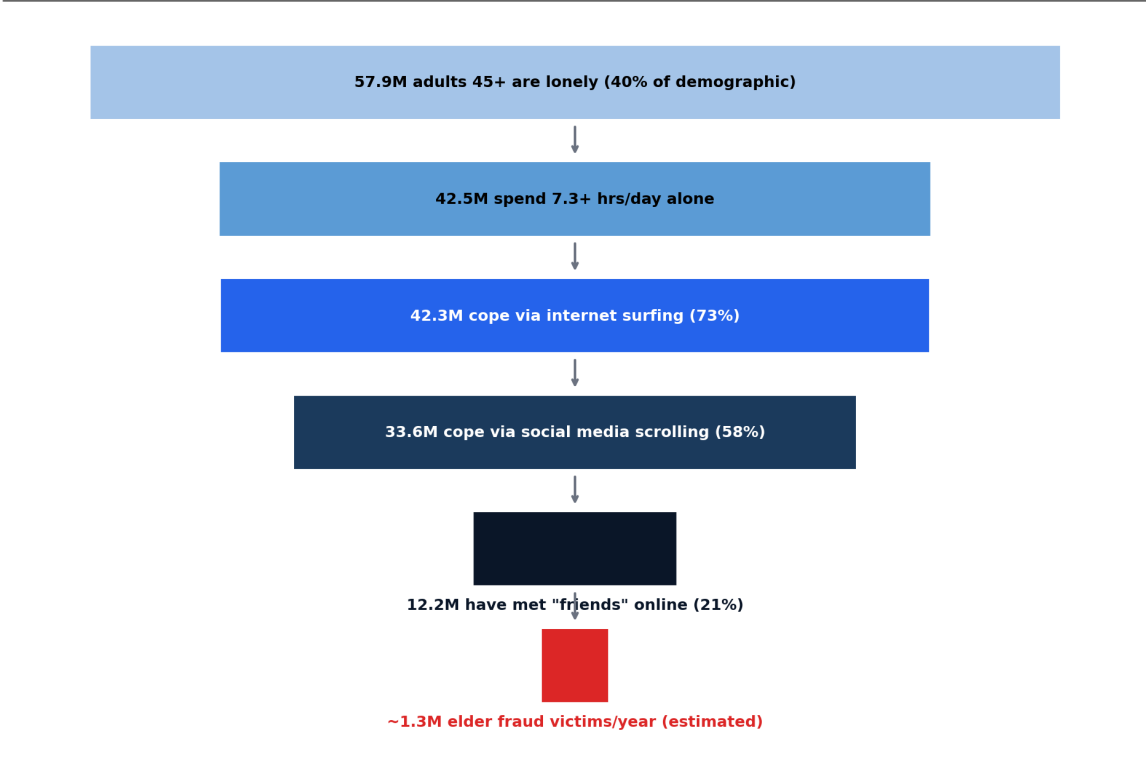 57.9M adults 45+ are lonely (40% of demographic)
42.5M spend 7.3+ hrs/day alone
42.3M cope via internet surfing (73%)
33.6M cope via social media scrolling (58%)
12.2M have met "friends" online (21%)
~1.3M elder fraud victims/year (estimated)